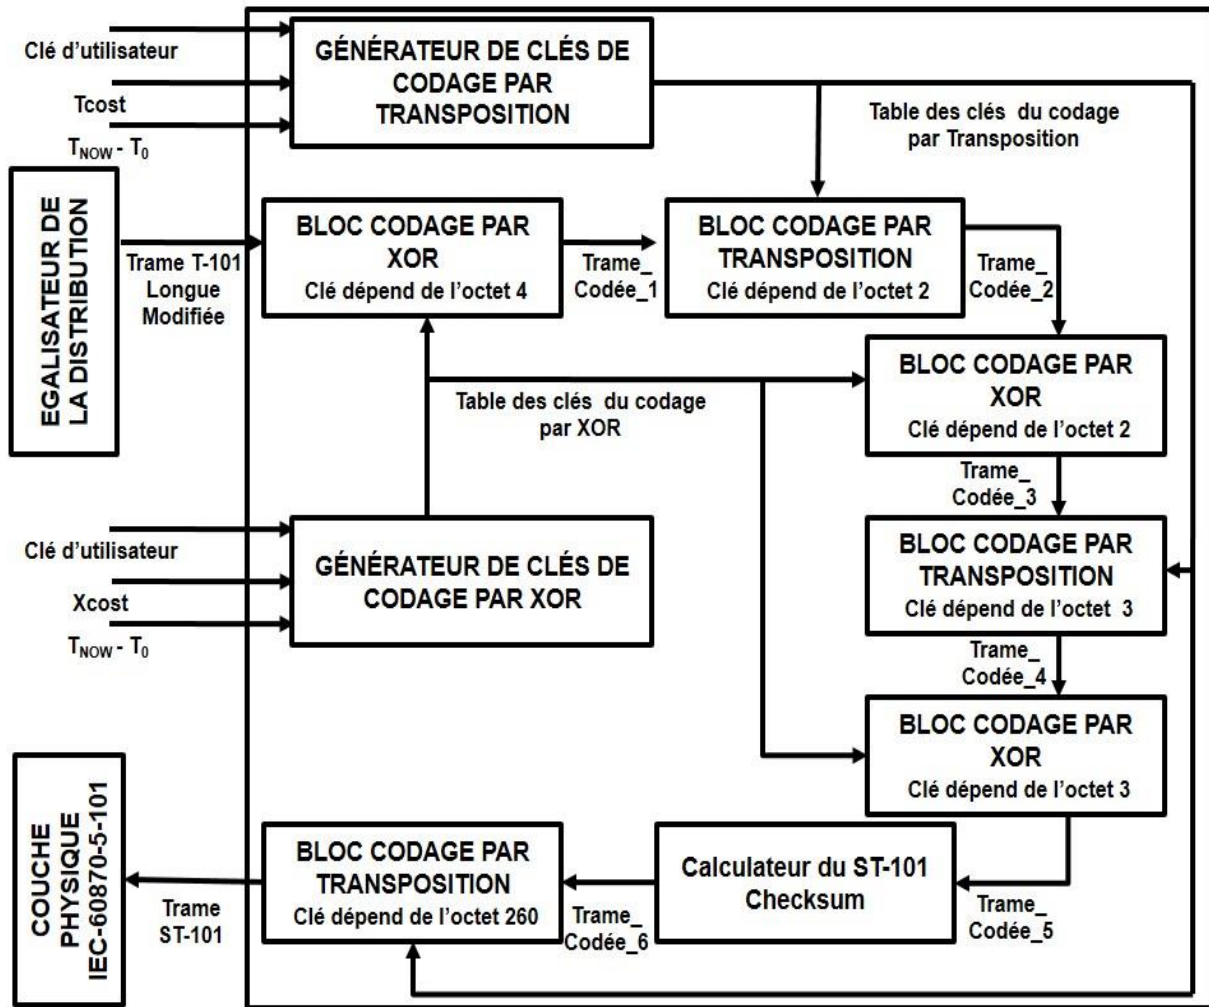 Clé d'utilisateur
Tcost
T_NOW - T_0
GÉNÉRATEUR DE CLÉS DE
CODAGE PAR
TRANSPOSITION
Table des clés du codage
par Transposition
EGALISATEUR DE
LA DISTRIBUTION
Trame T-101
Longue
Modifiée
BLOC CODAGE PAR
XOR
Clé dépend de l'octet 4
Trame_
Codée_1
BLOC CODAGE PAR
TRANSPOSITION
Clé dépend de l'octet 2
Trame_
Codée_2
BLOC CODAGE PAR
XOR
Clé dépend de l'octet 2
Table des clés du codage
par XOR
Trame_
Codée_3
Clé d'utilisateur
Xcost
T_NOW - T_0
GÉNÉRATEUR DE CLÉS DE
CODAGE PAR XOR
BLOC CODAGE PAR
TRANSPOSITION
Clé dépend de l'octet 3
Trame_
Codée_4
BLOC CODAGE PAR
XOR
Clé dépend de l'octet 3
Trame_
Codée_5
Calculateur du ST-101
Checksum
Trame_
Codée_6
BLOC CODAGE PAR
TRANSPOSITION
Clé dépend de l'octet 260
Trame
ST-101
COUCHE
PHYSIQUE
IEC-60870-5-101